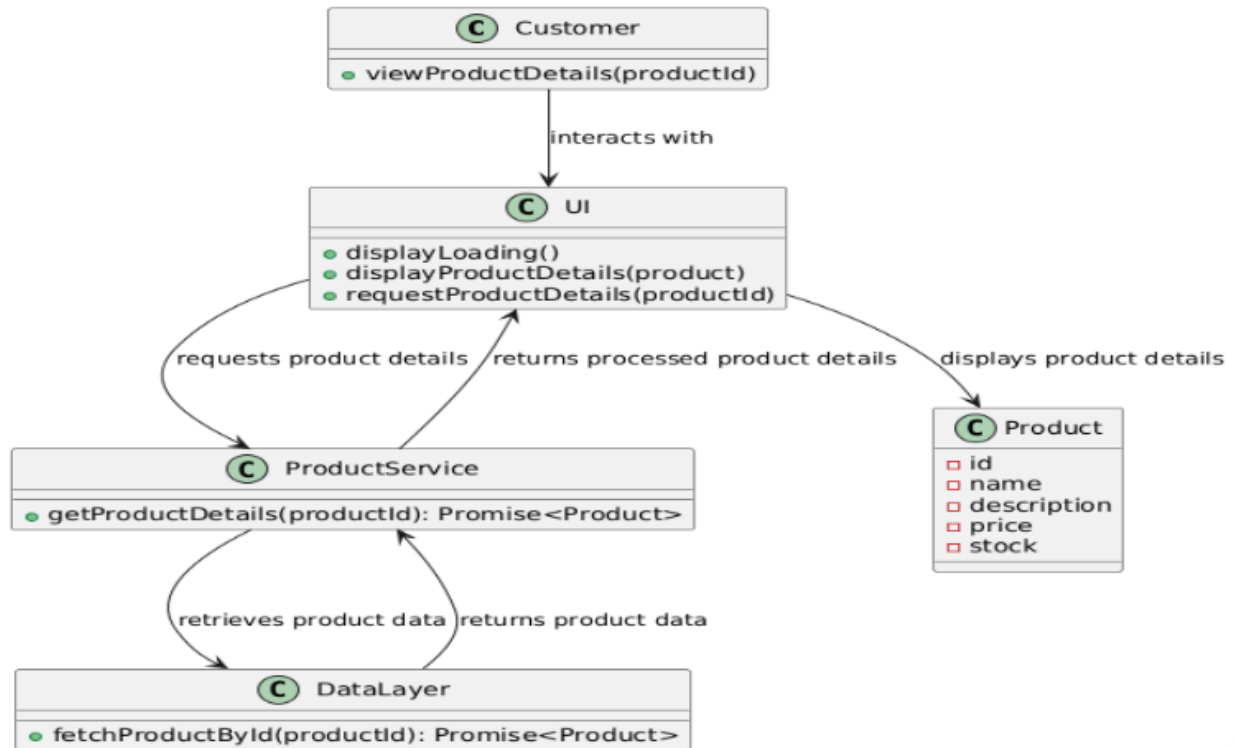 C Customer
viewProductDetails(productId)
interacts with
C UI
displayLoading()
displayProductDetails(product)
requestProductDetails(productId)
requests product details
returns processed product details
displays product details
C Product
id
name
description
price
stock
C ProductService
getProductDetails(productId): Promise<Product>
retrieves product data
returns product data
C DataLayer
fetchProductById(productId): Promise<Product>